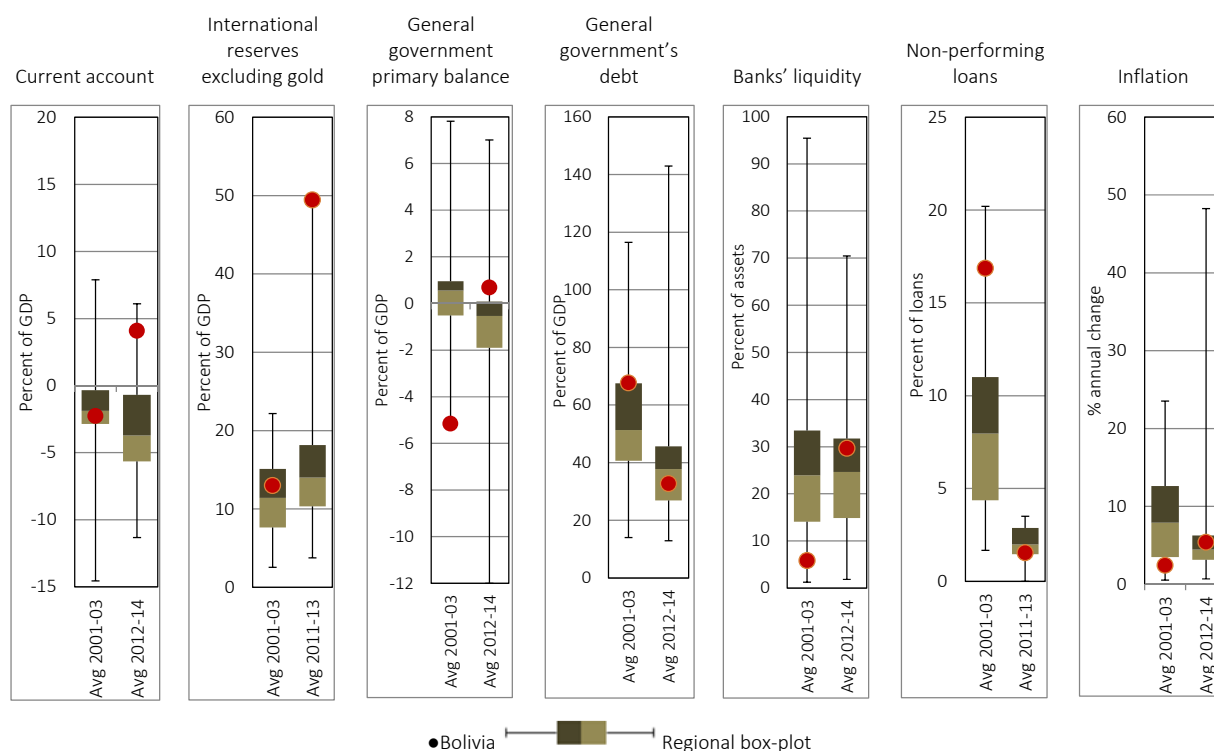 Current account
International
reserves
excluding gold
General
government
primary balance
General
government’s
debt
Banks’ liquidity
Non-performing
loans
Inflation
Percent of GDP
20
15
10
5
0
-5
-10
-15
Avg 2001-03
Avg 2012-14
Percent of GDP
60
50
40
30
20
10
0
Avg 2001-03
Avg 2011-13
Percent of GDP
8
6
4
2
0
-2
-4
-6
-8
-10
-12
Avg 2001-03
Avg 2012-14
Percent of GDP
160
140
120
100
80
60
40
20
0
Avg 2001-03
Avg 2012-14
Percent of assets
100
90
80
70
60
50
40
30
20
10
0
Avg 2001-03
Avg 2012-14
Percent of loans
25
20
15
10
5
0
Avg 2001-03
Avg 2011-13
% annual change
60
50
40
30
20
10
0
Avg 2001-03
Avg 2012-14
Bolivia
Regional box-plot